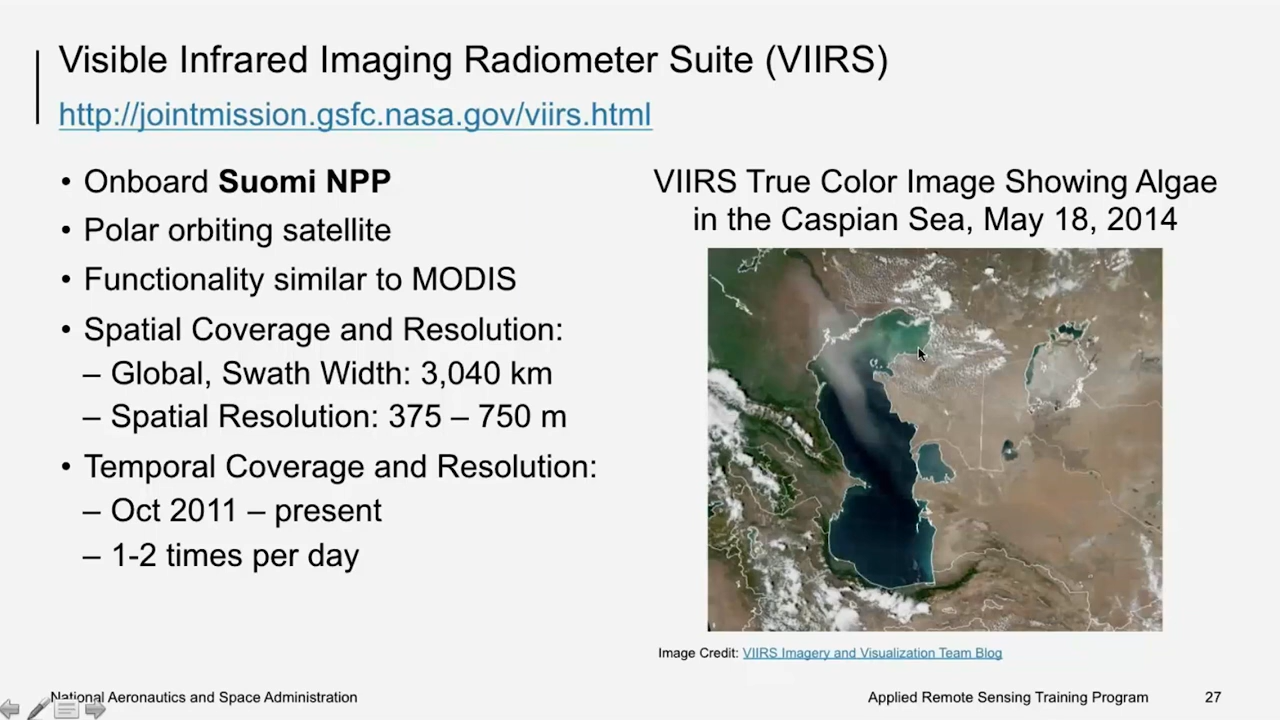 Visible Infrared Imaging Radiometer Suite (VIIRS)
http://jointmission.gsfc.nasa.gov/viirs.html
• Onboard Suomi NPP
• Polar orbiting satellite
• Functionality similar to MODIS
• Spatial Coverage and Resolution:
– Global, Swath Width: 3,040 km
– Spatial Resolution: 375 – 750 m
• Temporal Coverage and Resolution:
– Oct 2011 – present
– 1-2 times per day
VIIRS True Color Image Showing Algae
in the Caspian Sea, May 18, 2014
Image Credit: VIIRS Imagery and Visualization Team Blog
National Aeronautics and Space Administration
Applied Remote Sensing Training Program
27